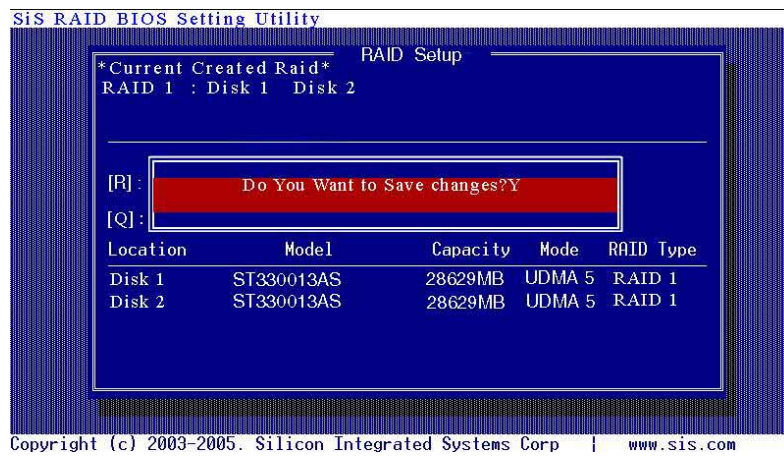 SiS RAID BIOS Setting Utility
RAID Setup
*Current Created Raid*
RAID 1 : Disk 1 Disk 2
[R] :
Do You Want to Save changes?Y
[Q] :
Location Model Capacity Mode RAID Type
Disk 1 ST330013AS 28629MB UDMA 5 RAID 1
Disk 2 ST330013AS 28629MB UDMA 5 RAID 1
Copyright (c) 2003-2005. Silicon Integrated Systems Corp | www.sis.com